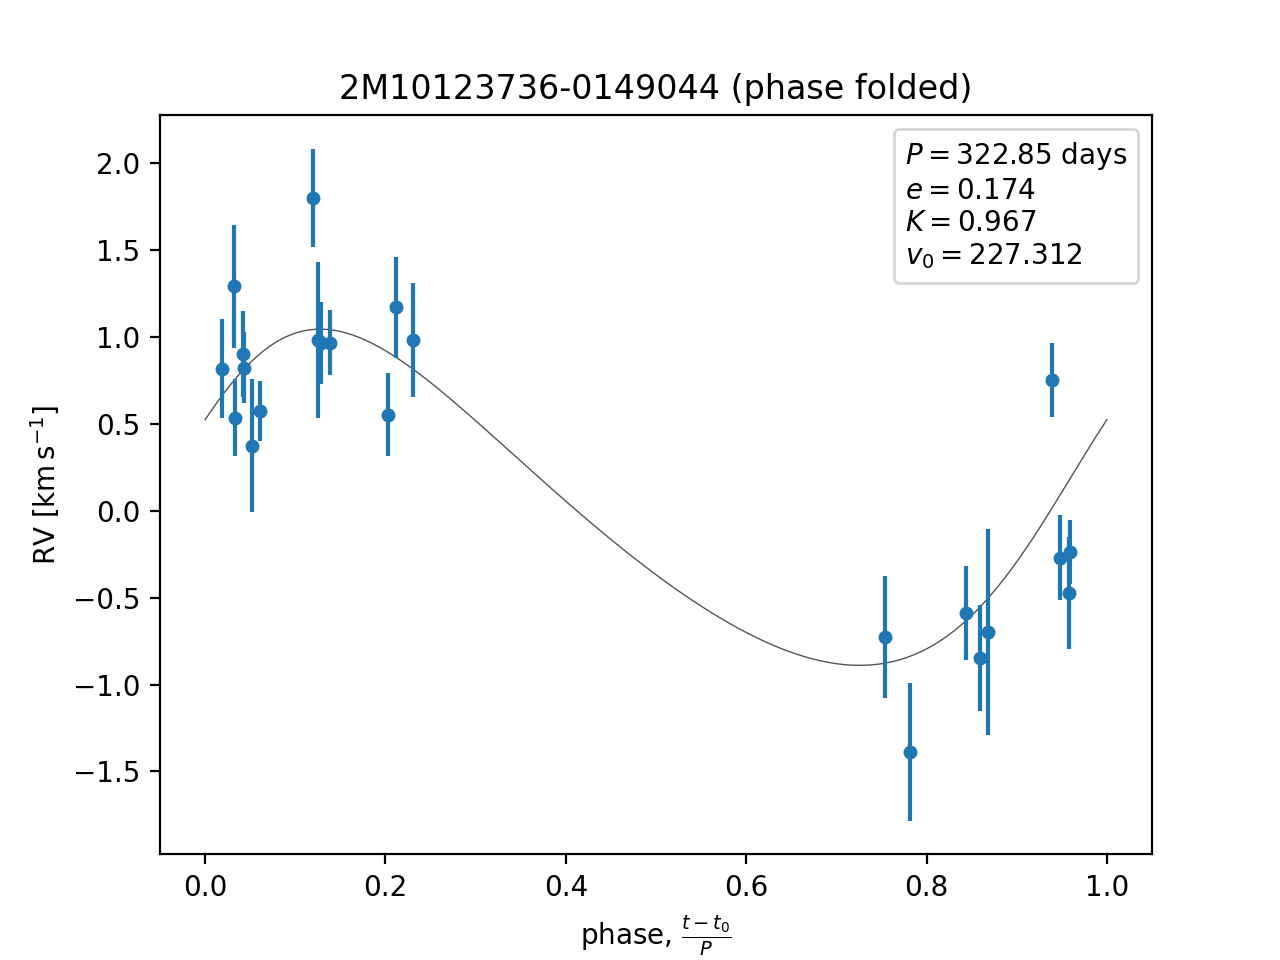 2M10123736-0149044 (phase folded)
P = 322.85 days
e = 0.174
K = 0.967
v₀ = 227.312
RV [km s⁻¹]
2.0
1.5
1.0
0.5
0.0
−0.5
−1.0
−1.5
0.0 0.2 0.4 0.6 0.8 1.0
phase, (t − t₀)/P